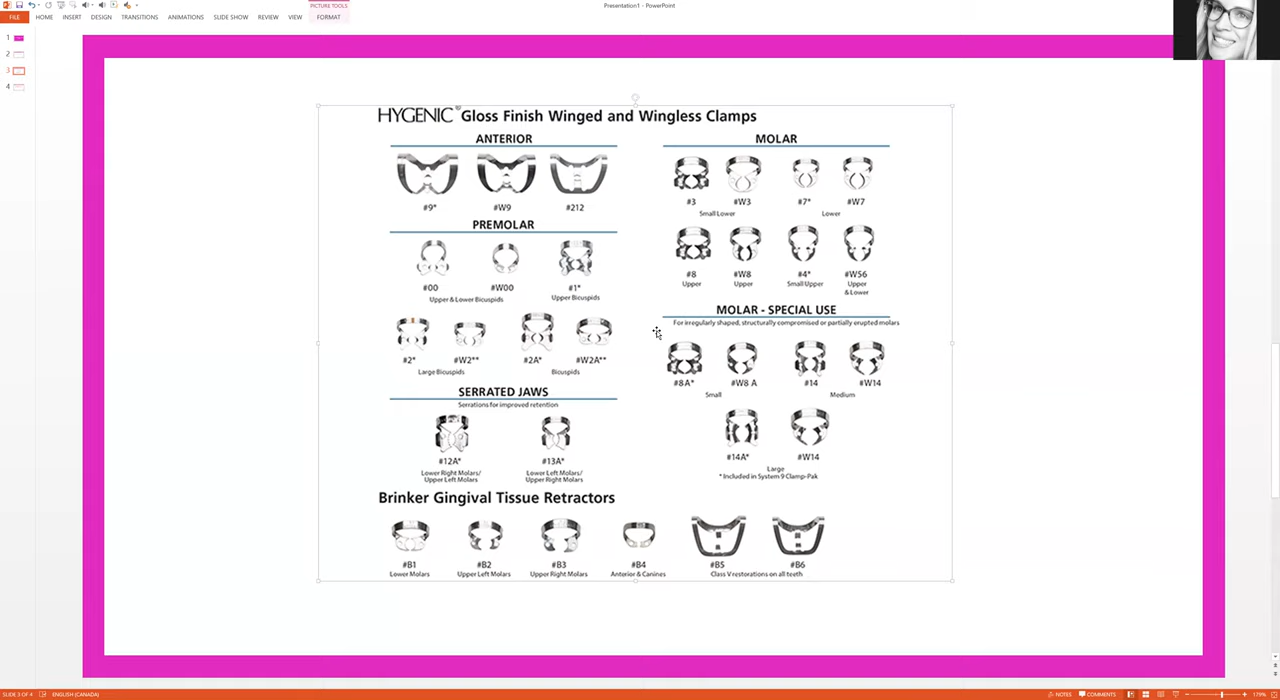 Presentation1 - PowerPoint
PICTURE TOOLS
FILE HOME INSERT DESIGN TRANSITIONS ANIMATIONS SLIDE SHOW REVIEW VIEW FORMAT
1
2
3
4
HYGENIC® Gloss Finish Winged and Wingless Clamps
ANTERIOR
#9* #W9 #212
PREMOLAR
#00 #W00 #1*
Upper & Lower Bicuspids Upper Bicuspids
#2* #W2** #2A* #W2A**
Large Bicuspids Bicuspids
SERRATED JAWS
Serrations for improved retention
#12A* #13A*
Lower Right Molars/ Lower Left Molars/
Upper Left Molars Upper Right Molars
MOLAR
#3 #W3 #7* #W7
Small Lower Lower
#8 #W8 #4* #W56
Upper Upper Small Upper Upper
& Lower
MOLAR - SPECIAL USE
For irregularly shaped, structurally compromised or partially erupted molars
#8A* #W8 A #14 #W14
Small Medium
#14A* #W14
Large
* Included in System 9 Clamp-Pak
Brinker Gingival Tissue Retractors
#B1 #B2 #B3 #B4 #B5 #B6
Lower Molars Upper Left Molars Upper Right Molars Anterior & Canines Class V restorations on all teeth
SLIDE 3 OF 4 ENGLISH (CANADA) NOTES COMMENTS 179%